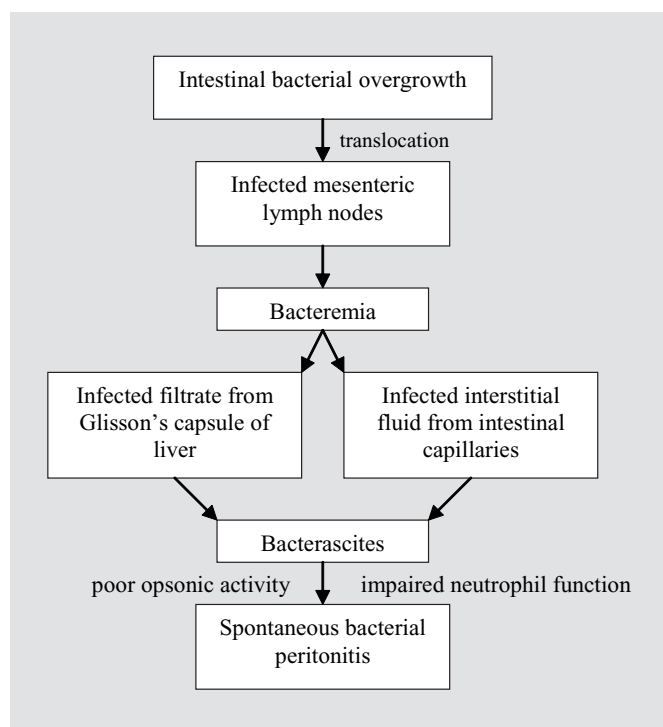 Intestinal bacterial overgrowth
translocation
Infected mesenteric
lymph nodes
Bacteremia
Infected filtrate from
Glisson's capsule of
liver
Infected interstitial
fluid from intestinal
capillaries
Bacterascites
poor opsonic activity
impaired neutrophil function
Spontaneous bacterial
peritonitis